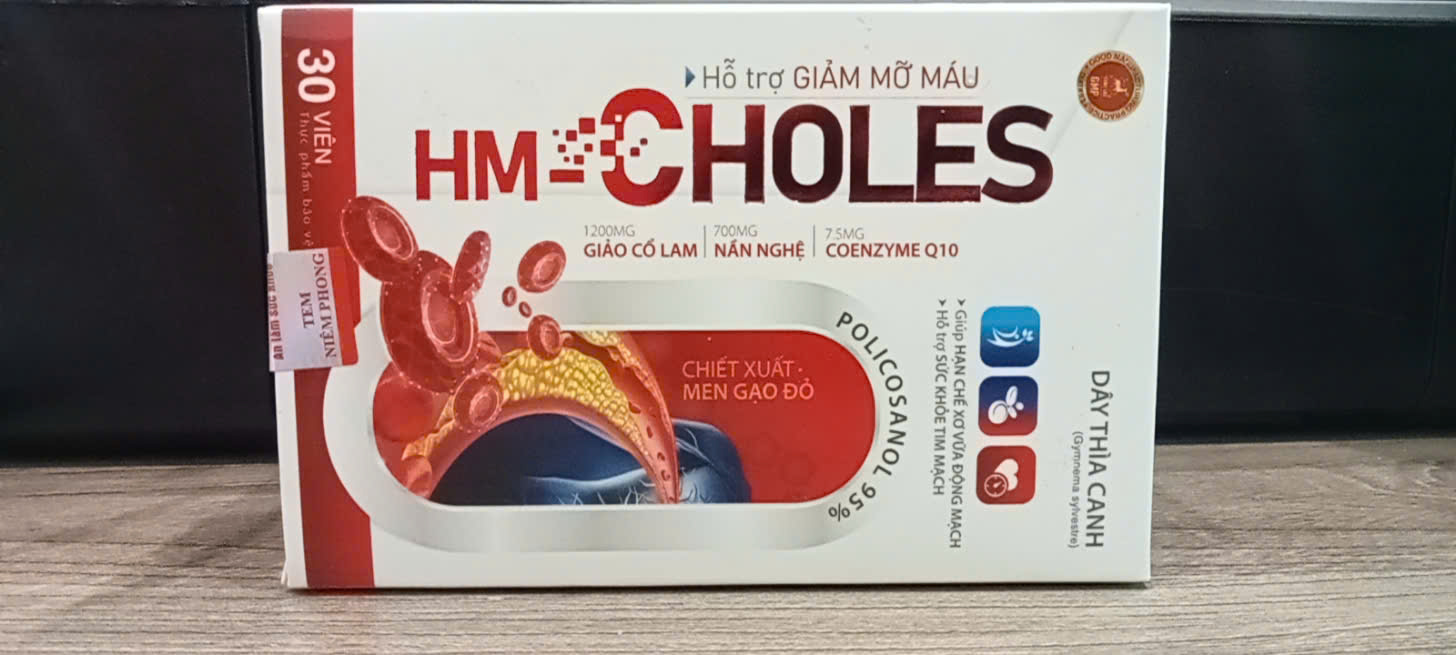 30 VIÊN
Thực phẩm bảo vệ
Hỗ trợ GIẢM MỠ MÁU
HM-CHOLES
1200MG
GIẢO CỔ LAM
700MG
NẦN NGHỆ
7.5MG
COENZYME Q10
CHIẾT XUẤT
MEN GẠO ĐỎ
POLICOSANOL 95%
> Giúp HẠN CHẾ XƠ VỮA ĐỘNG MẠCH
> Hỗ trợ SỨC KHỎE TIM MẠCH
DÂY THÌA CANH
(Gymnema sylvestre)
TEM
NIÊM PHONG
GMP